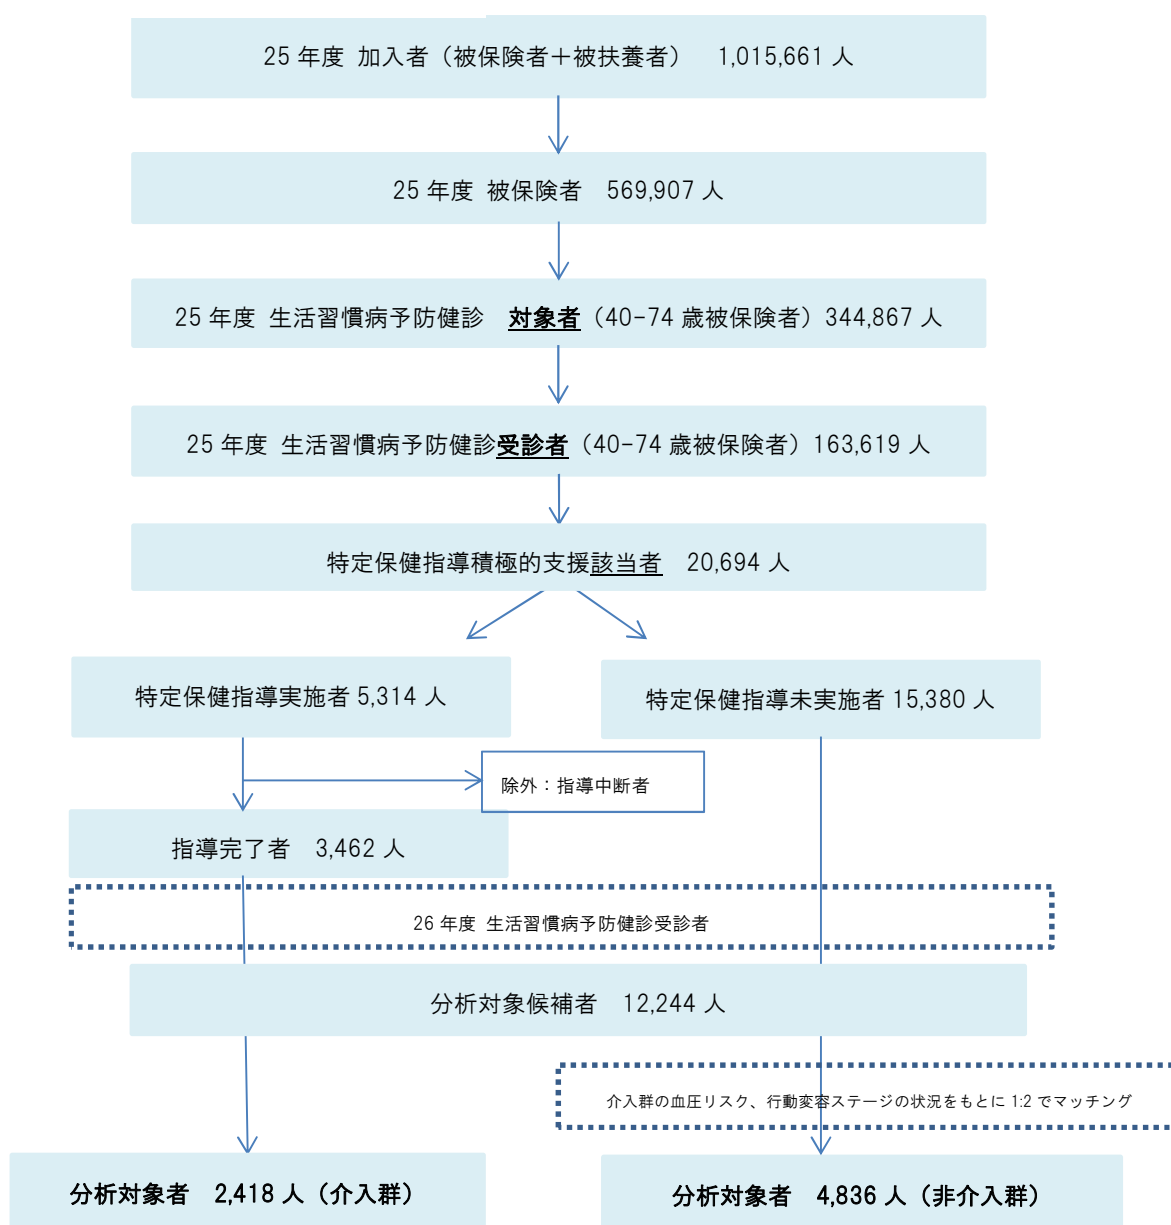 25 年度 加入者（被保険者＋被扶養者） 1,015,661 人
25 年度 被保険者 569,907 人
25 年度 生活習慣病予防健診 対象者（40-74 歳被保険者）344,867 人
25 年度 生活習慣病予防健診受診者（40-74 歳被保険者）163,619 人
特定保健指導積極的支援該当者 20,694 人
特定保健指導実施者 5,314 人
特定保健指導未実施者 15,380 人
除外：指導中断者
指導完了者 3,462 人
26 年度 生活習慣病予防健診受診者
分析対象候補者 12,244 人
介入群の血圧リスク、行動変容ステージの状況をもとに 1:2 でマッチング
分析対象者 2,418 人（介入群）
分析対象者 4,836 人（非介入群）